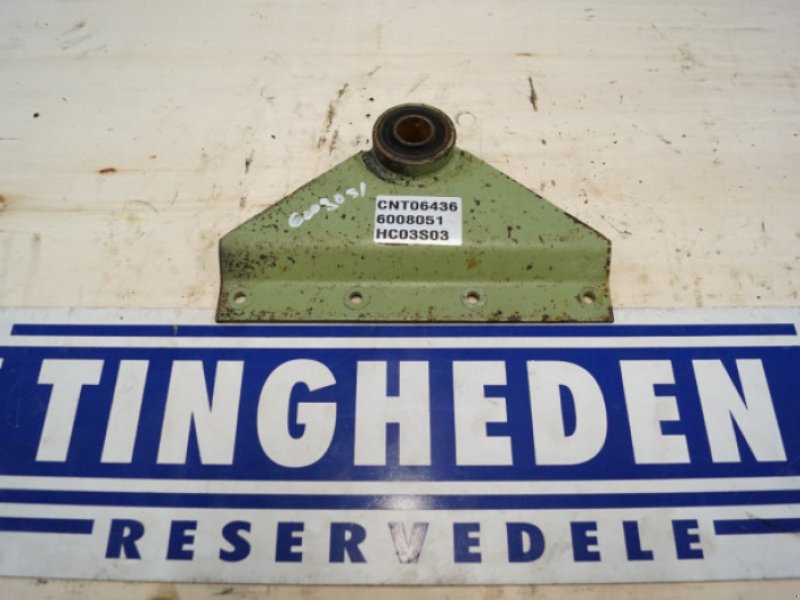 6008051
CNT06436
6008051
HC03S03
TINGHEDEN
RESERVEDELE